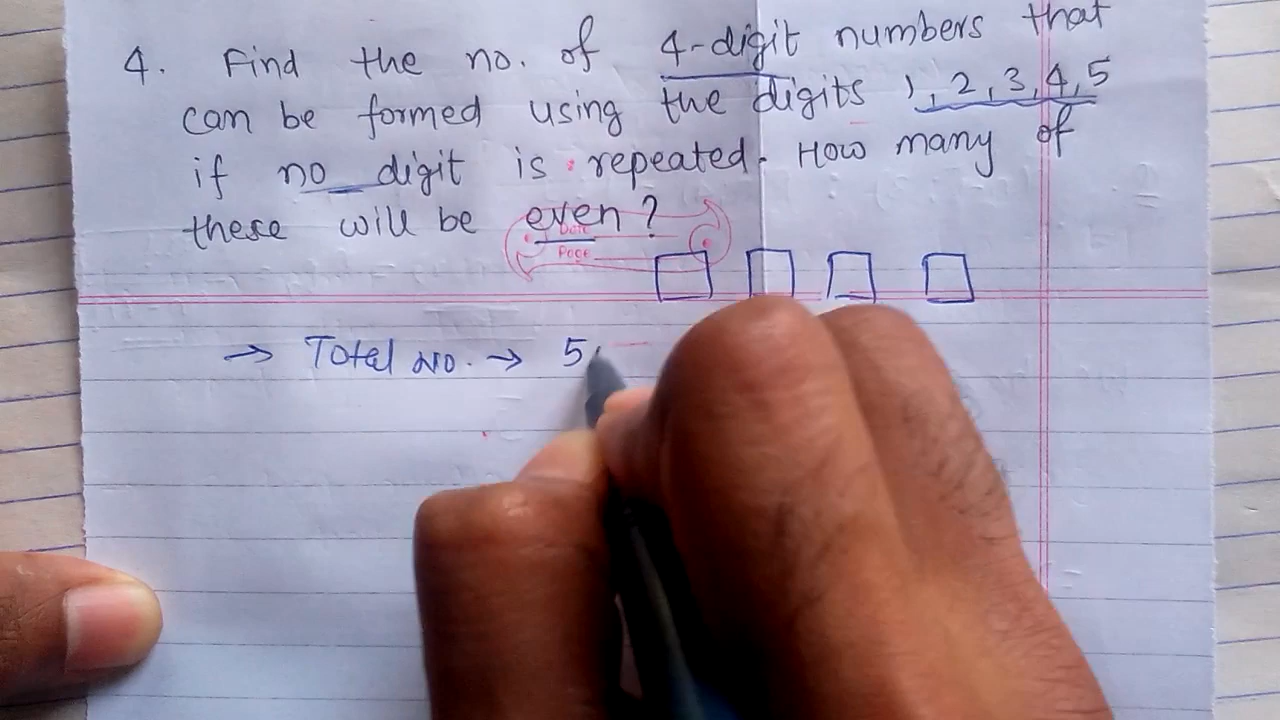 4. Find the no. of 4-digit numbers that
can be formed using the digits 1, 2, 3, 4, 5
if no digit is repeated. How many of
these will be even?
Date
Page
→ Total No. → 5